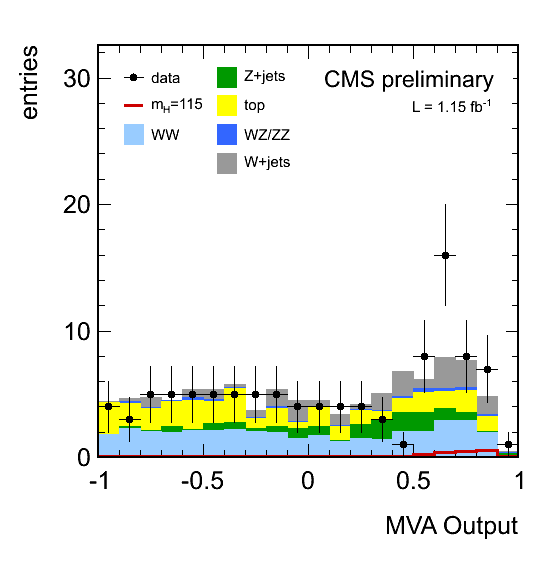 entries
30
20
10
0
data
m_H=115
WW
Z+jets
top
WZ/ZZ
W+jets
CMS preliminary
L = 1.15 fb⁻¹
-1
-0.5
0
0.5
1
MVA Output